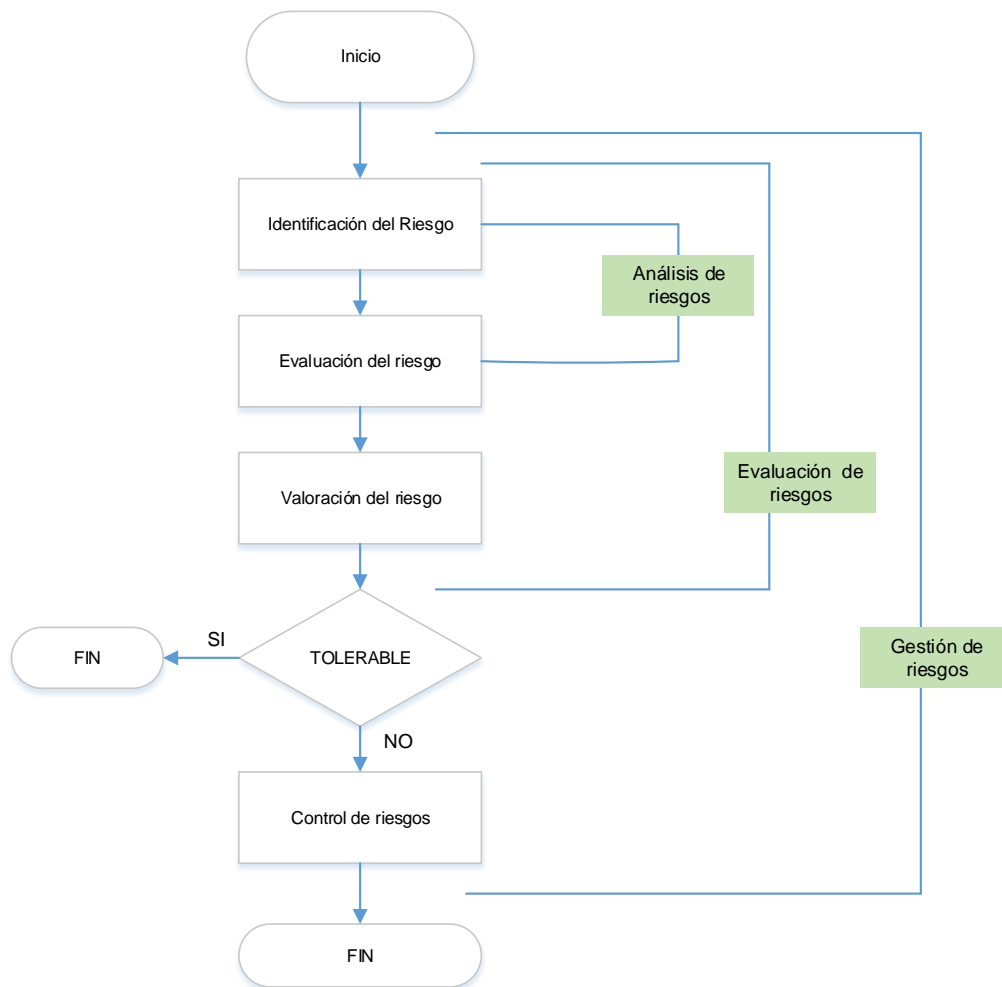 Inicio
Identificación del Riesgo
Análisis de
riesgos
Evaluación del riesgo
Evaluación de
riesgos
Valoración del riesgo
SI
FIN
TOLERABLE
Gestión de
riesgos
NO
Control de riesgos
FIN